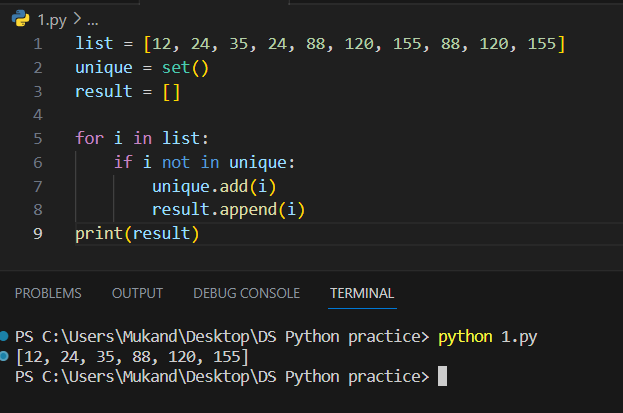 1.py > ...
1 list = [12, 24, 35, 24, 88, 120, 155, 88, 120, 155]
2 unique = set()
3 result = []
4
5 for i in list:
6     if i not in unique:
7         unique.add(i)
8         result.append(i)
9 print(result)
PROBLEMS OUTPUT DEBUG CONSOLE TERMINAL
PS C:\Users\Mukand\Desktop\DS Python practice> python 1.py
[12, 24, 35, 88, 120, 155]
PS C:\Users\Mukand\Desktop\DS Python practice>